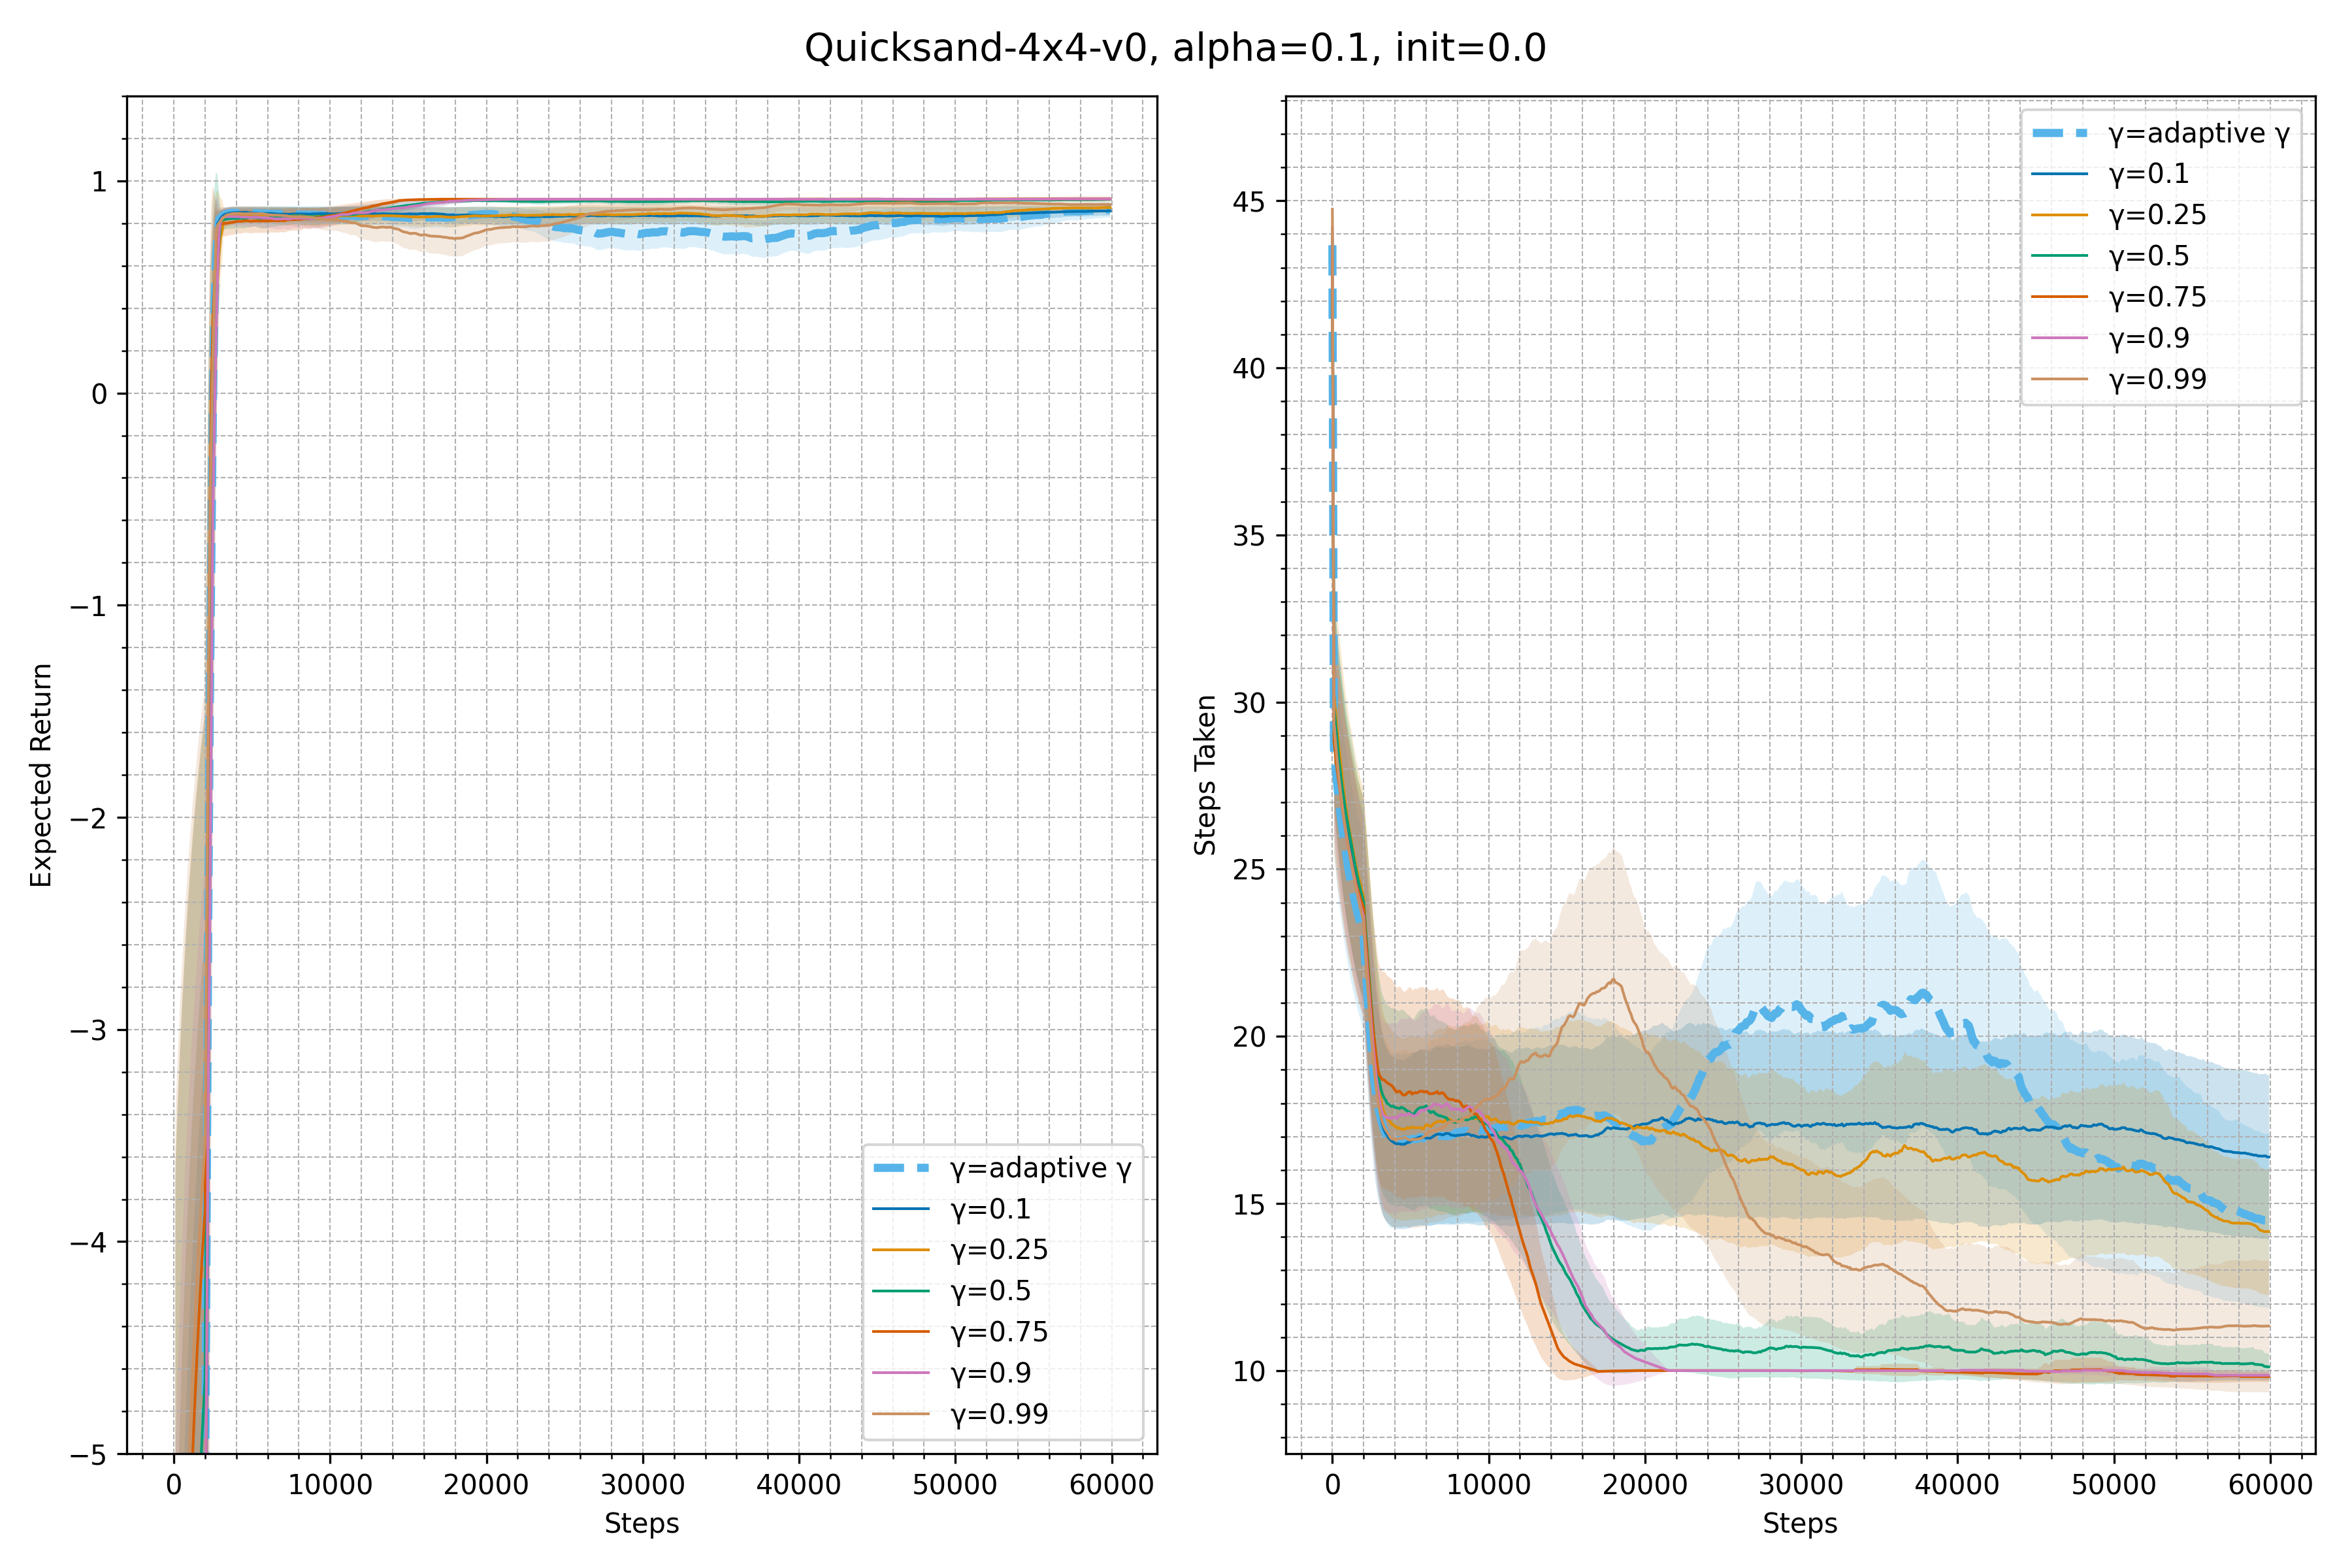 Quicksand-4x4-v0, alpha=0.1, init=0.0
Expected Return
1
0
−1
−2
−3
−4
−5
0 10000 20000 30000 40000 50000 60000
Steps
γ=adaptive γ
γ=0.1
γ=0.25
γ=0.5
γ=0.75
γ=0.9
γ=0.99
Steps Taken
45
40
35
30
25
20
15
10
0 10000 20000 30000 40000 50000 60000
Steps
γ=adaptive γ
γ=0.1
γ=0.25
γ=0.5
γ=0.75
γ=0.9
γ=0.99